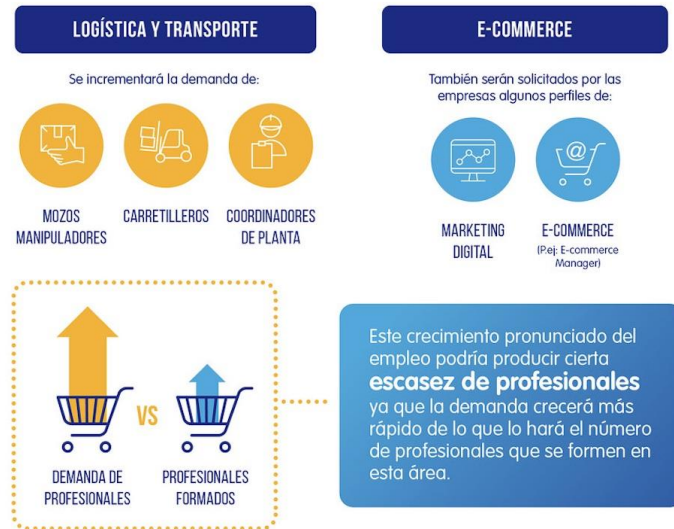 LOGÍSTICA Y TRANSPORTE
Se incrementará la demanda de:
MOZOS
MANIPULADORES
CARRETILLEROS
COORDINADORES
DE PLANTA
E-COMMERCE
También serán solicitados por las
empresas algunos perfiles de:
@
MARKETING
DIGITAL
E-COMMERCE
(P.ej: E-commerce
Manager)
VS
DEMANDA DE
PROFESIONALES
PROFESIONALES
FORMADOS
Este crecimiento pronunciado del
empleo podría producir cierta
escasez de profesionales
ya que la demanda crecerá más
rápido de lo que lo hará el número
de profesionales que se formen en
esta área.